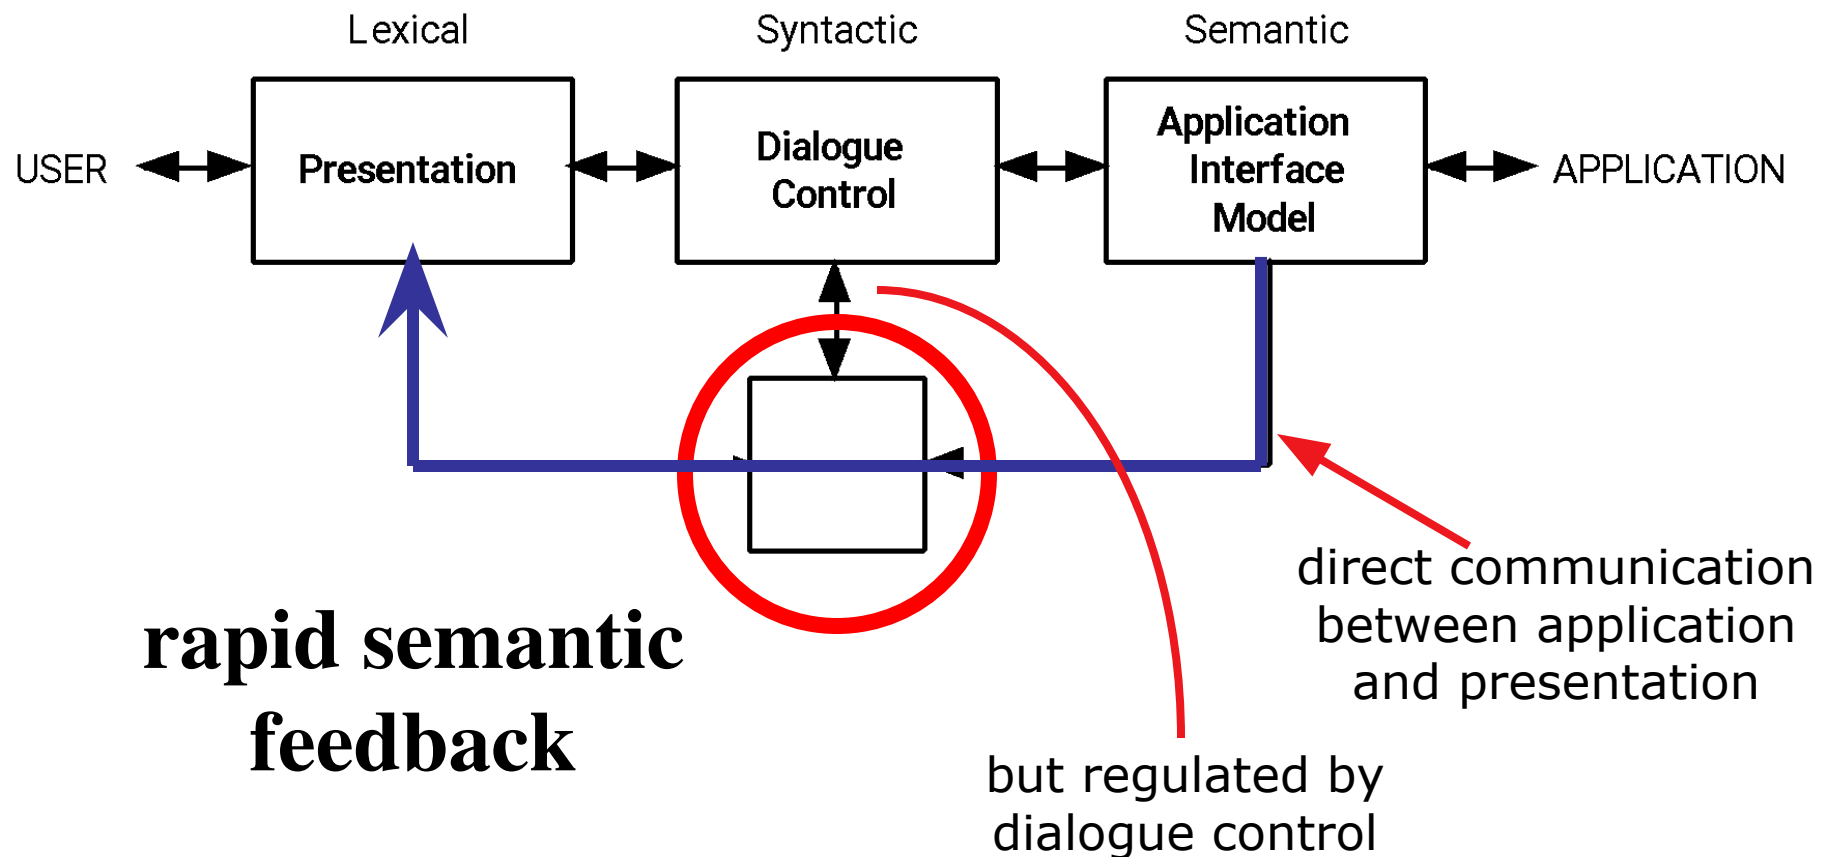 Lexical
Syntactic
Semantic
USER
Presentation
Dialogue
Control
Application
Interface
Model
APPLICATION
rapid semantic
feedback
direct communication
between application
and presentation
but regulated by
dialogue control